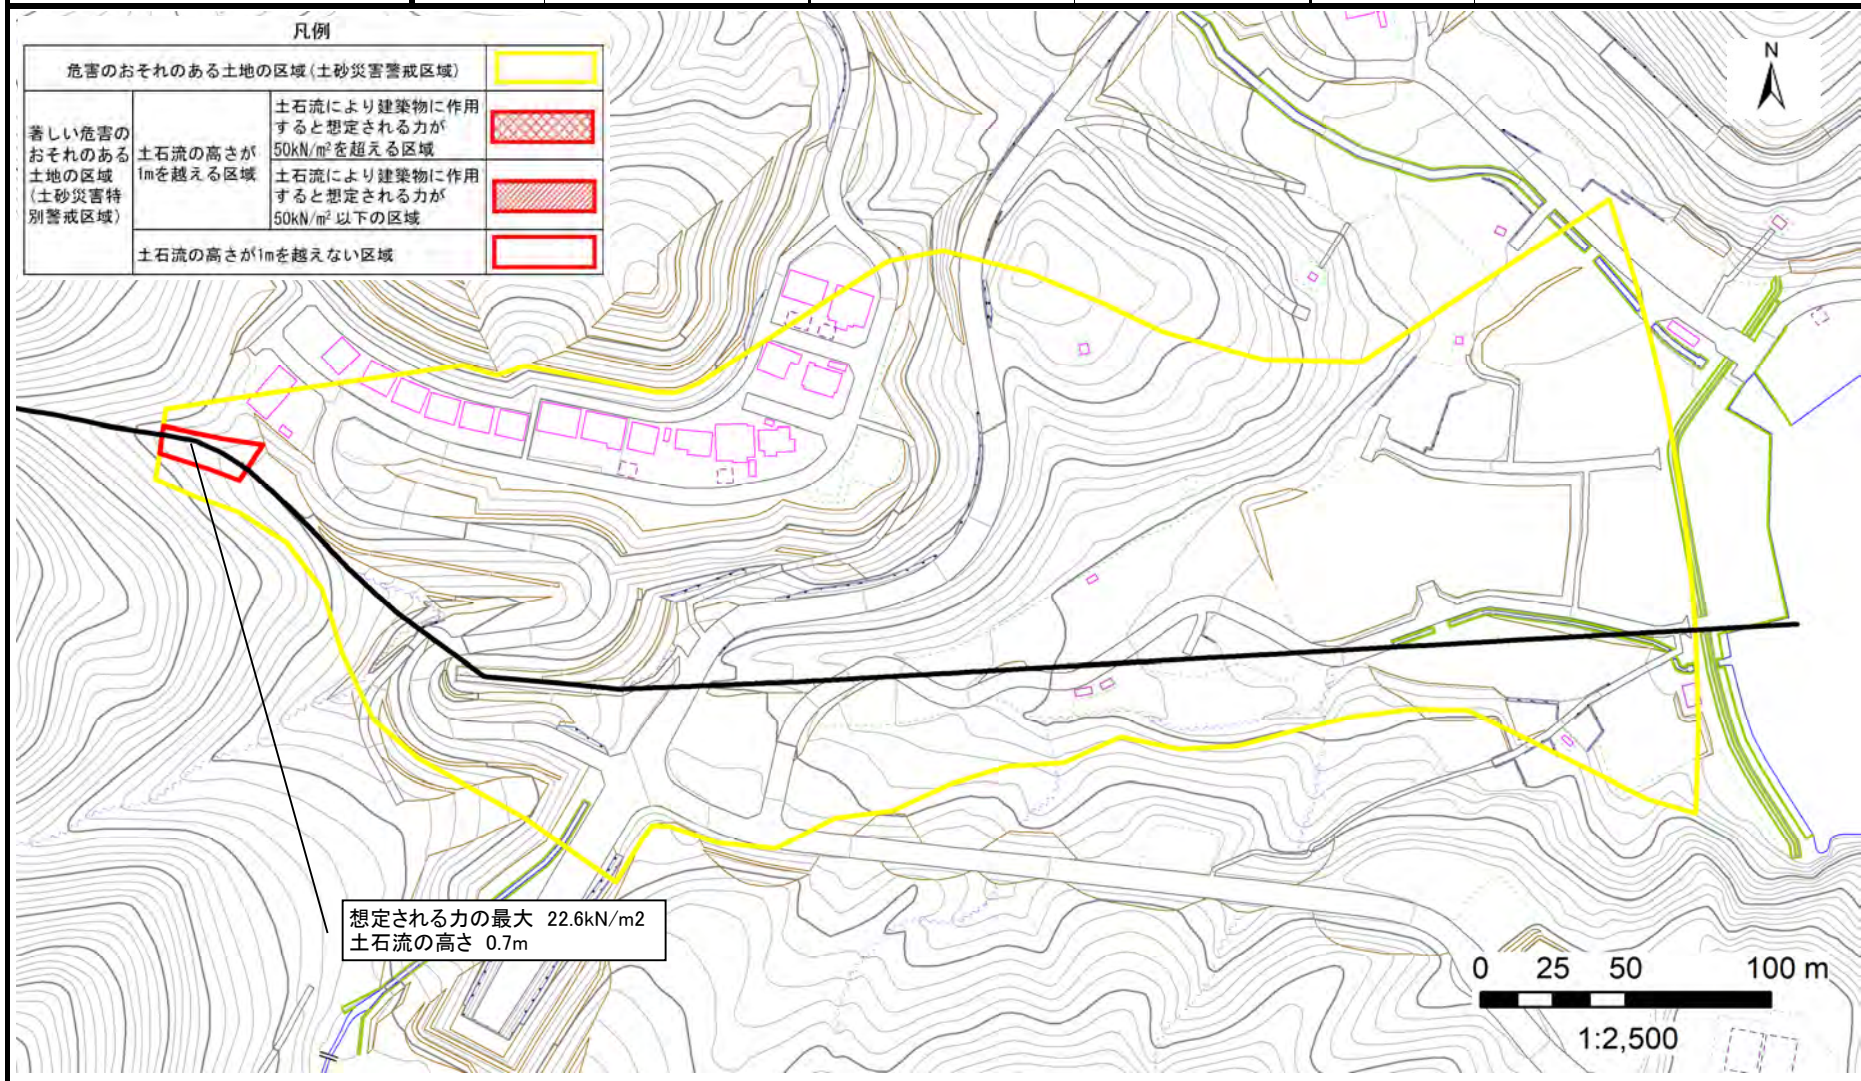 凡例
危害のおそれのある土地の区域(土砂災害警戒区域)
著しい危害の
おそれのある
土地の区域
(土砂災害特
別警戒区域)
土石流の高さが
1mを越える区域
土石流により建築物に作用
すると想定される力が
50kN/m²を超える区域
土石流により建築物に作用
すると想定される力が
50kN/m²以下の区域
土石流の高さが1mを越えない区域
N
想定される力の最大 22.6kN/m2
土石流の高さ 0.7m
0 25 50 100 m
1:2,500